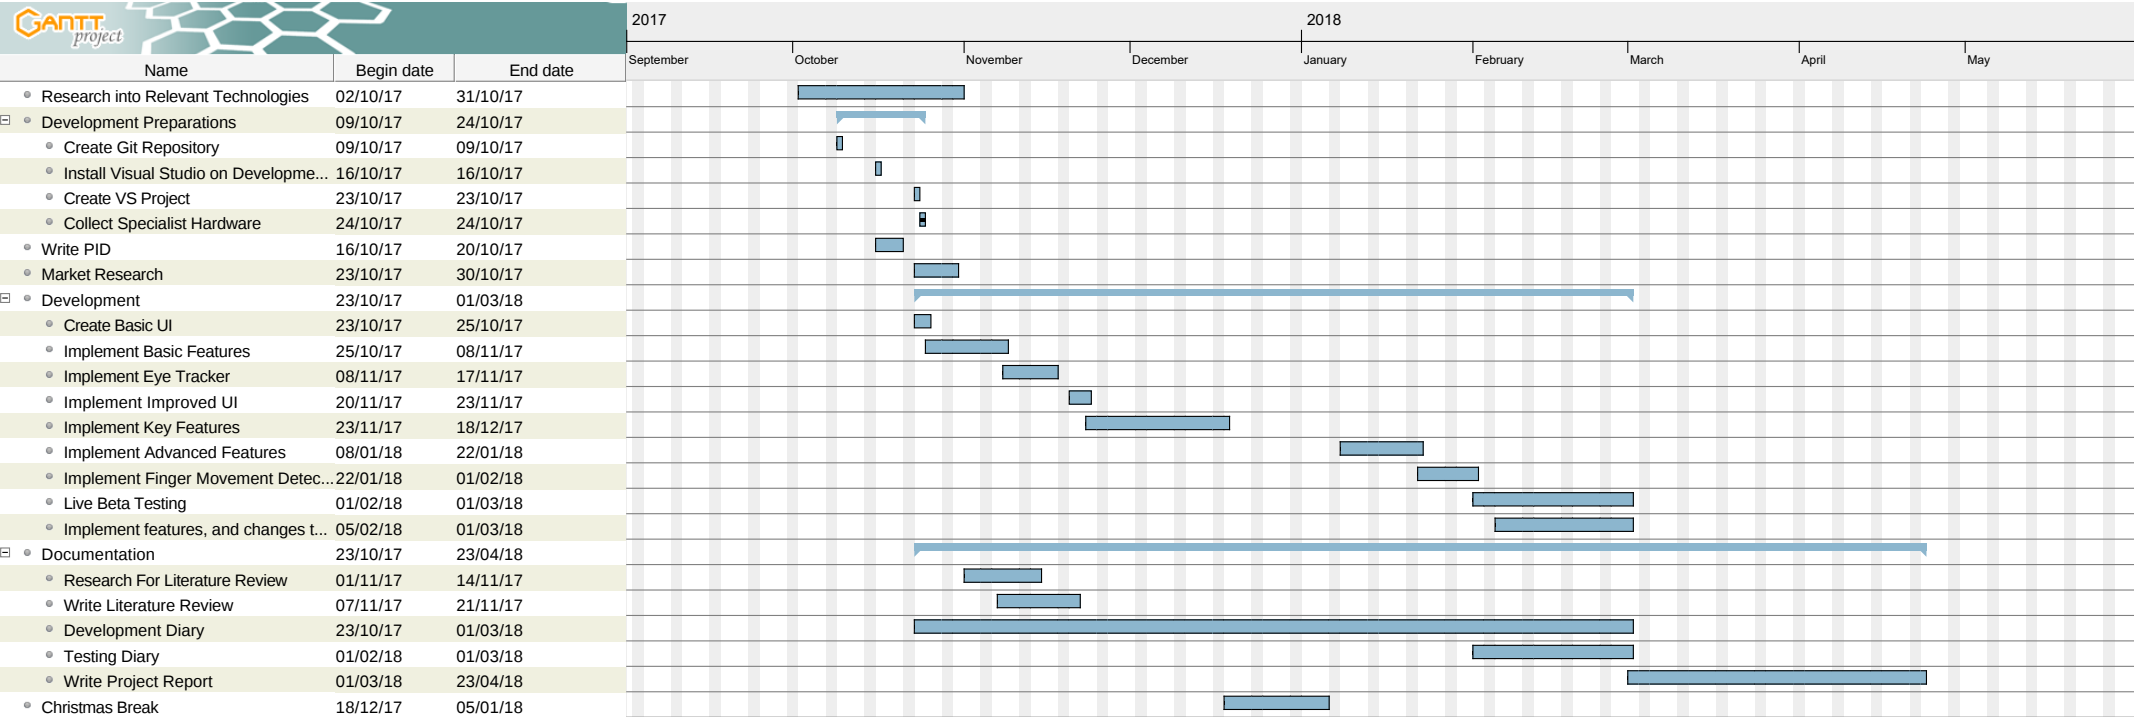 GANTT project
2017 2018
September October November December January February March April May
Name Begin date End date
Research into Relevant Technologies 02/10/17 31/10/17
Development Preparations 09/10/17 24/10/17
Create Git Repository 09/10/17 09/10/17
Install Visual Studio on Developme... 16/10/17 16/10/17
Create VS Project 23/10/17 23/10/17
Collect Specialist Hardware 24/10/17 24/10/17
Write PID 16/10/17 20/10/17
Market Research 23/10/17 30/10/17
Development 23/10/17 01/03/18
Create Basic UI 23/10/17 25/10/17
Implement Basic Features 25/10/17 08/11/17
Implement Eye Tracker 08/11/17 17/11/17
Implement Improved UI 20/11/17 23/11/17
Implement Key Features 23/11/17 18/12/17
Implement Advanced Features 08/01/18 22/01/18
Implement Finger Movement Detec... 22/01/18 01/02/18
Live Beta Testing 01/02/18 01/03/18
Implement features, and changes t... 05/02/18 01/03/18
Documentation 23/10/17 23/04/18
Research For Literature Review 01/11/17 14/11/17
Write Literature Review 07/11/17 21/11/17
Development Diary 23/10/17 01/03/18
Testing Diary 01/02/18 01/03/18
Write Project Report 01/03/18 23/04/18
Christmas Break 18/12/17 05/01/18